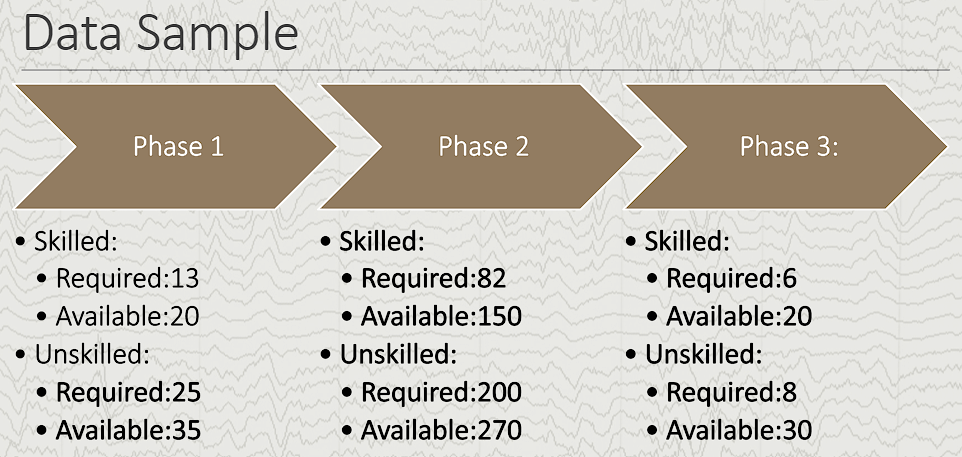 Data Sample
Phase 1
Phase 2
Phase 3:
• Skilled:
• Required:13
• Available:20
• Unskilled:
• Required:25
• Available:35
• Skilled:
• Required:82
• Available:150
• Unskilled:
• Required:200
• Available:270
• Skilled:
• Required:6
• Available:20
• Unskilled:
• Required:8
• Available:30